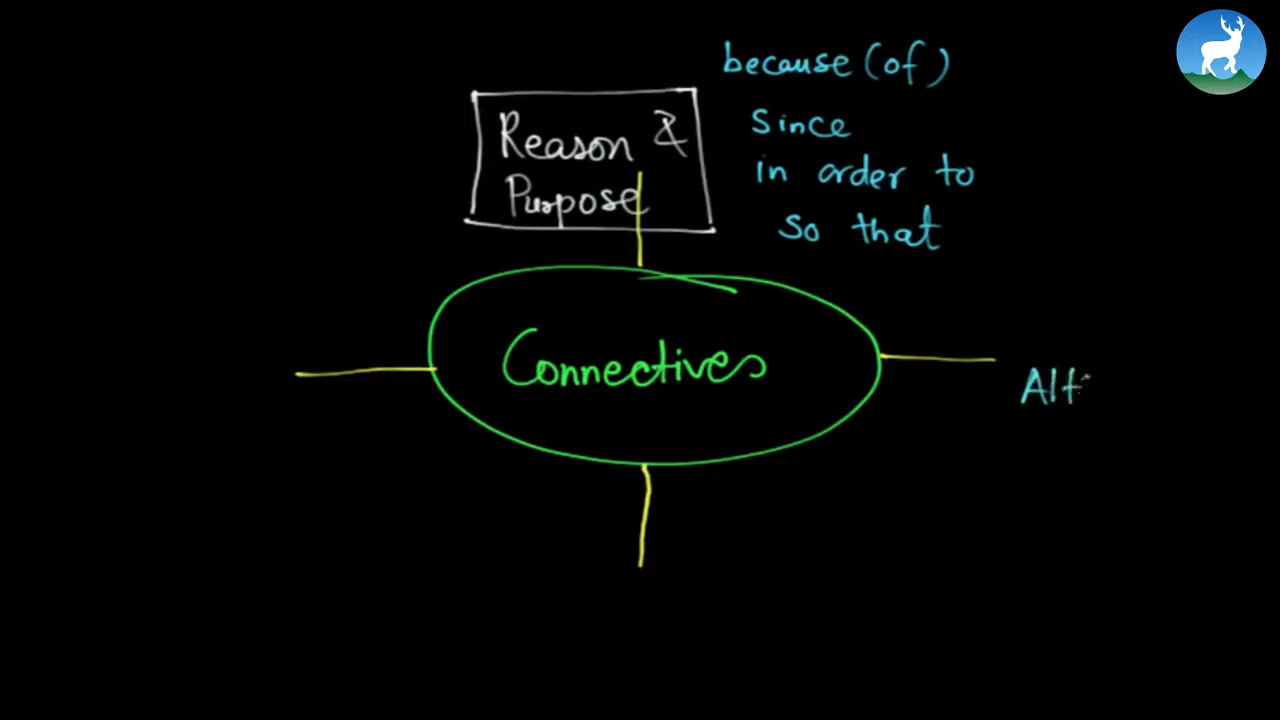 because (of)
Reason &
Purpose
since
in order to
so that
Connectives
Alt